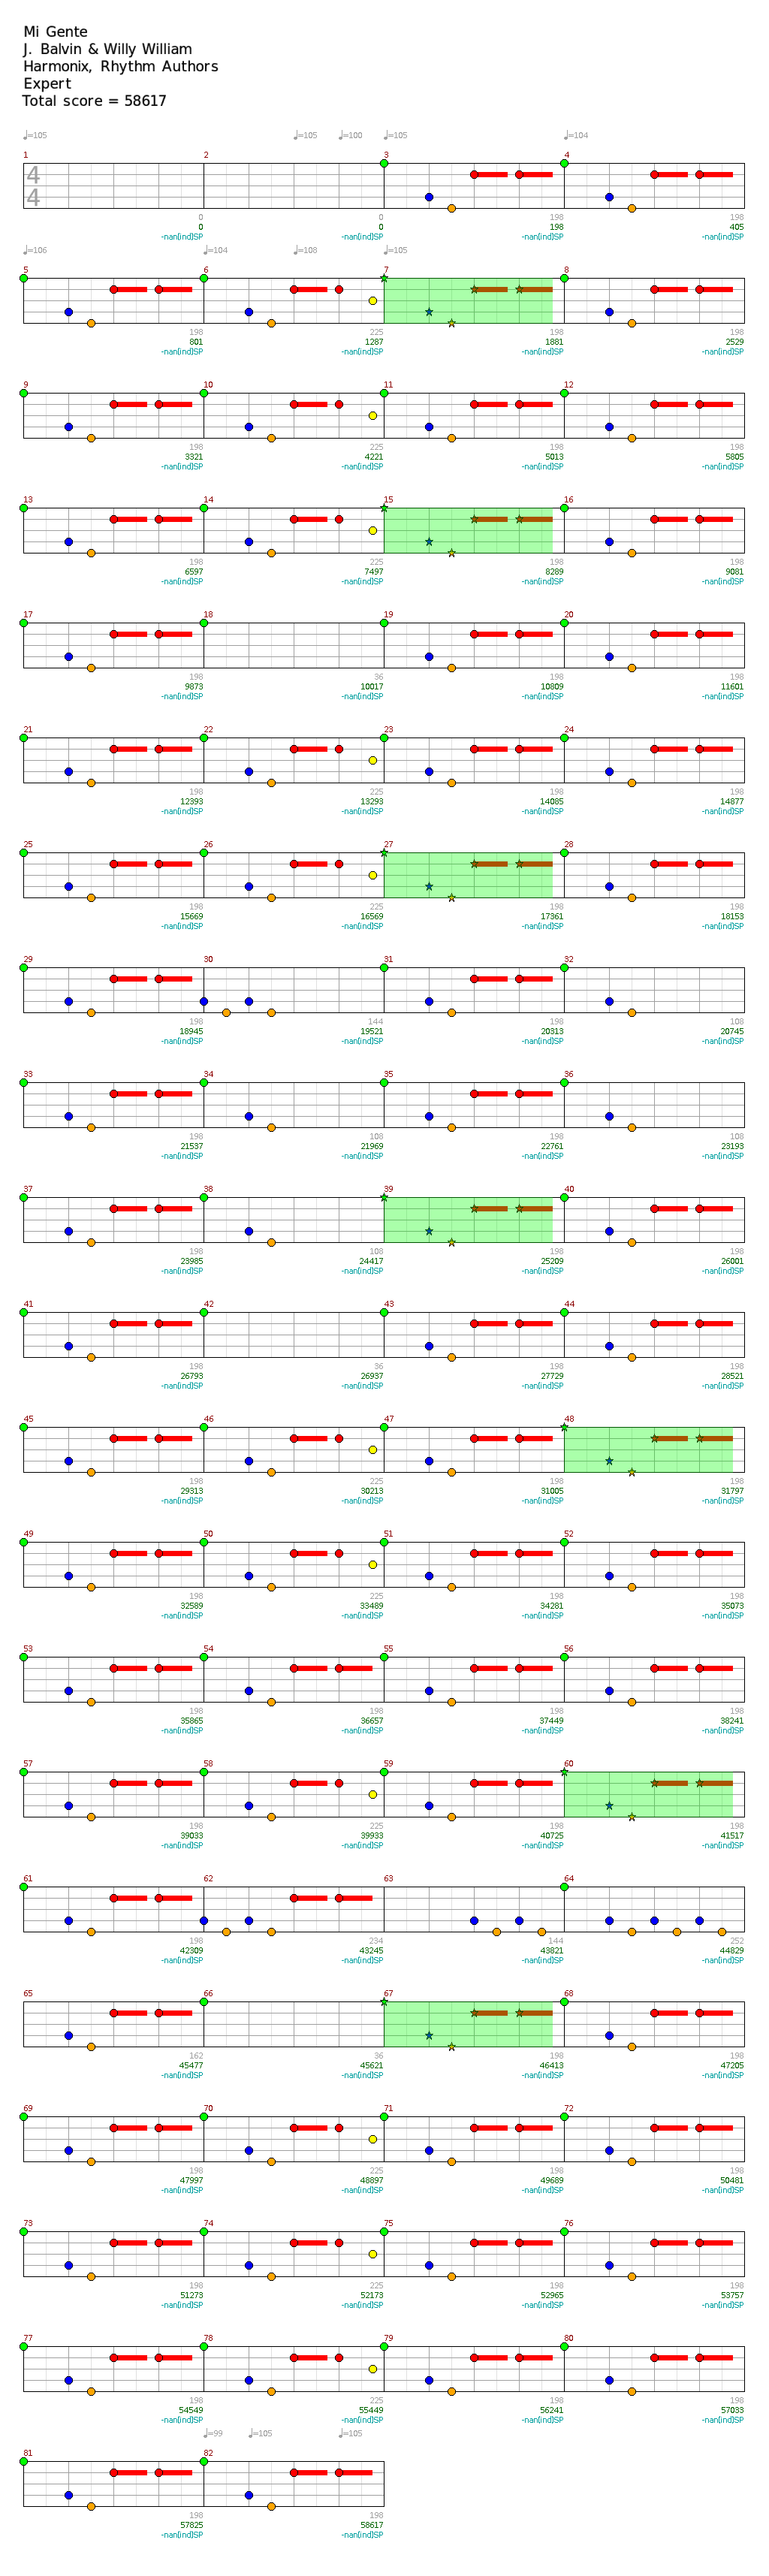 Mi Gente
J. Balvin & Willy William
Harmonix, Rhythm Authors
Expert
Total score = 58617
♩=105 ♩=105 ♩=100 ♩=105 ♩=104
1 2 3 4
4
4
0 0 198 198
0 0 198 405
-nan(ind)SP -nan(ind)SP -nan(ind)SP -nan(ind)SP
♩=106 ♩=104 ♩=108 ♩=105
5 6 7 8
198 225 198 198
801 1287 1881 2529
-nan(ind)SP -nan(ind)SP -nan(ind)SP -nan(ind)SP
9 10 11 12
198 225 198 198
3321 4221 5013 5805
-nan(ind)SP -nan(ind)SP -nan(ind)SP -nan(ind)SP
13 14 15 16
198 225 198 198
6597 7497 8289 9081
-nan(ind)SP -nan(ind)SP -nan(ind)SP -nan(ind)SP
17 18 19 20
198 36 198 198
9873 10017 10809 11601
-nan(ind)SP -nan(ind)SP -nan(ind)SP -nan(ind)SP
21 22 23 24
198 225 198 198
12393 13293 14085 14877
-nan(ind)SP -nan(ind)SP -nan(ind)SP -nan(ind)SP
25 26 27 28
198 225 198 198
15669 16569 17361 18153
-nan(ind)SP -nan(ind)SP -nan(ind)SP -nan(ind)SP
29 30 31 32
198 144 198 108
18945 19521 20313 20745
-nan(ind)SP -nan(ind)SP -nan(ind)SP -nan(ind)SP
33 34 35 36
198 108 198 108
21537 21969 22761 23193
-nan(ind)SP -nan(ind)SP -nan(ind)SP -nan(ind)SP
37 38 39 40
198 108 198 198
23985 24417 25209 26001
-nan(ind)SP -nan(ind)SP -nan(ind)SP -nan(ind)SP
41 42 43 44
198 36 198 198
26793 26937 27729 28521
-nan(ind)SP -nan(ind)SP -nan(ind)SP -nan(ind)SP
45 46 47 48
198 225 198 198
29313 30213 31005 31797
-nan(ind)SP -nan(ind)SP -nan(ind)SP -nan(ind)SP
49 50 51 52
198 225 198 198
32589 33489 34281 35073
-nan(ind)SP -nan(ind)SP -nan(ind)SP -nan(ind)SP
53 54 55 56
198 198 198 198
35865 36657 37449 38241
-nan(ind)SP -nan(ind)SP -nan(ind)SP -nan(ind)SP
57 58 59 60
198 225 198 198
39033 39933 40725 41517
-nan(ind)SP -nan(ind)SP -nan(ind)SP -nan(ind)SP
61 62 63 64
198 234 144 252
42309 43245 43821 44829
-nan(ind)SP -nan(ind)SP -nan(ind)SP -nan(ind)SP
65 66 67 68
162 36 198 198
45477 45621 46413 47205
-nan(ind)SP -nan(ind)SP -nan(ind)SP -nan(ind)SP
69 70 71 72
198 225 198 198
47997 48897 49689 50481
-nan(ind)SP -nan(ind)SP -nan(ind)SP -nan(ind)SP
73 74 75 76
198 225 198 198
51273 52173 52965 53757
-nan(ind)SP -nan(ind)SP -nan(ind)SP -nan(ind)SP
77 78 79 80
198 225 198 198
54549 55449 56241 57033
-nan(ind)SP -nan(ind)SP -nan(ind)SP -nan(ind)SP
♩=99 ♩=105 ♩=105
81 82
198 198
57825 58617
-nan(ind)SP -nan(ind)SP